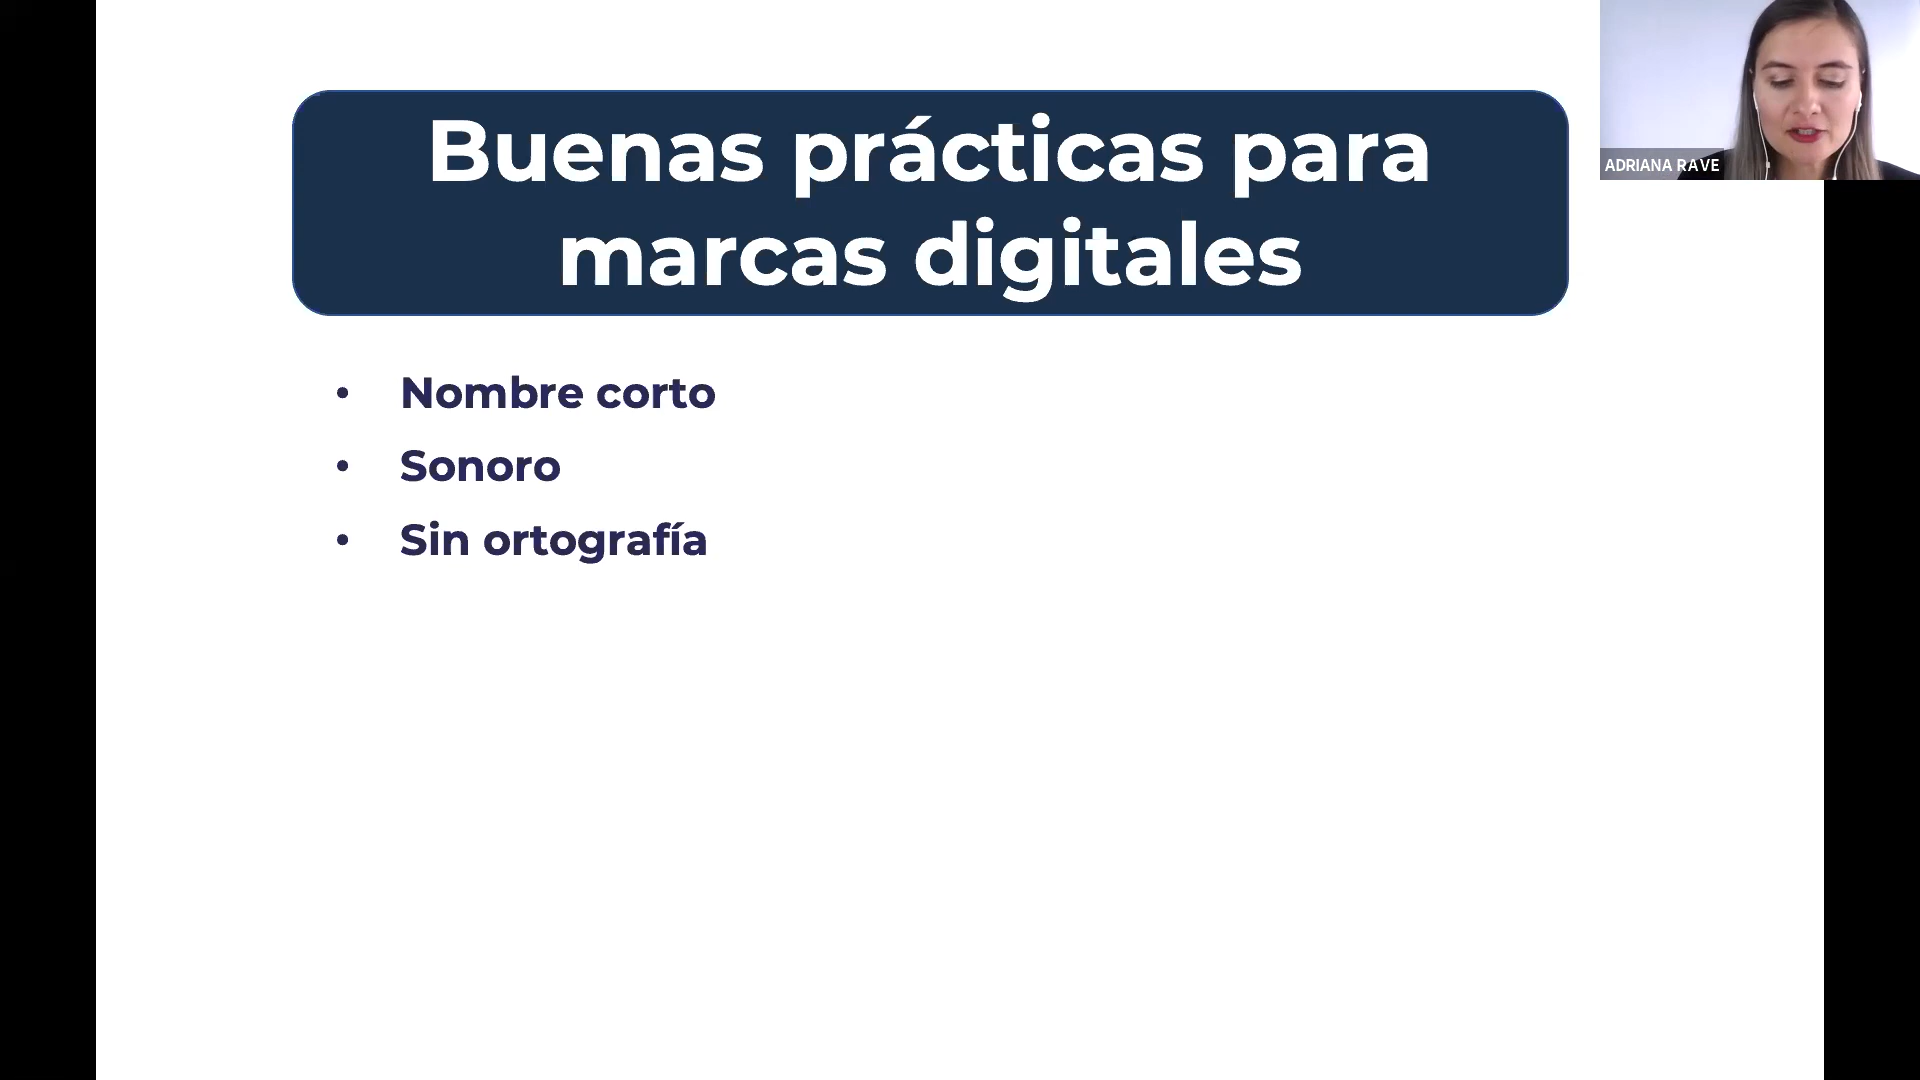 Buenas prácticas para
marcas digitales
ADRIANA RAVE
• Nombre corto
• Sonoro
• Sin ortografía